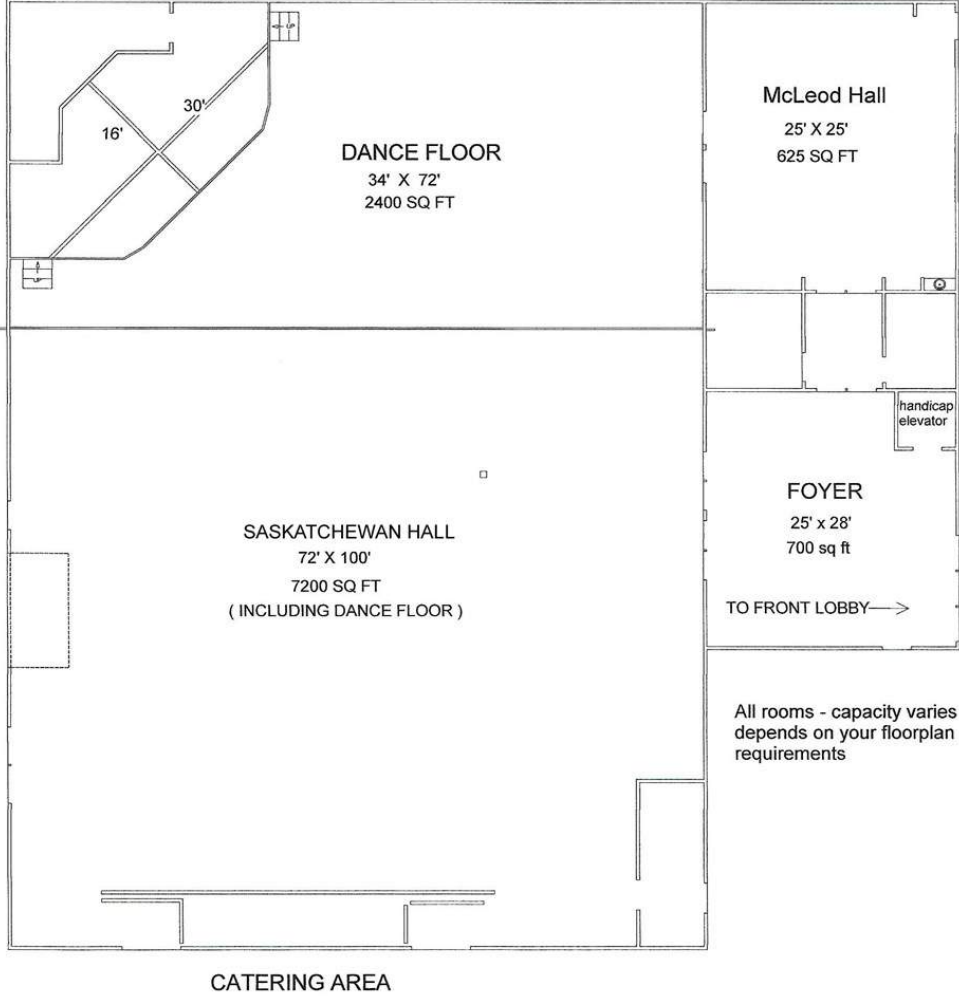 30'
16'
DANCE FLOOR
34' X 72'
2400 SQ FT
McLeod Hall
25' X 25'
625 SQ FT
handicap
elevator
FOYER
25' x 28'
700 sq ft
TO FRONT LOBBY
SASKATCHEWAN HALL
72' X 100'
7200 SQ FT
( INCLUDING DANCE FLOOR )
All rooms - capacity varies
depends on your floorplan
requirements
CATERING AREA